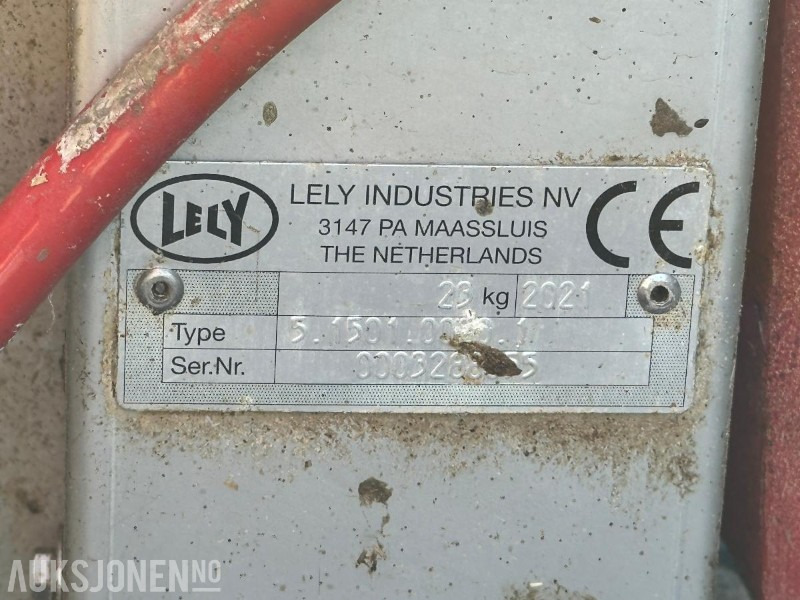 LELY
LELY INDUSTRIES NV
3147 PA MAASSLUIS
THE NETHERLANDS
CE
kg 2021
Type
Ser.Nr.
AUKSJONEN.NO